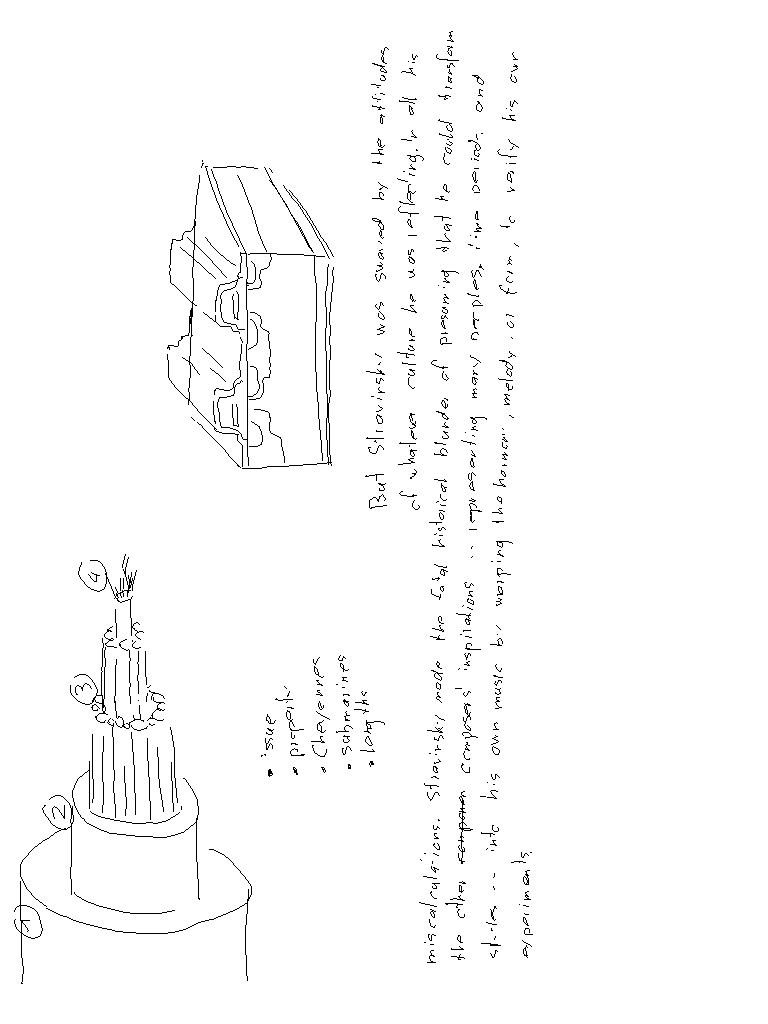 1
2
3
4
• issue
• property
• Cheyennes
• submarines
• lengths
But Stravinsky was swayed by the attitudes
of whatever culture he was reflecting. In all his
miscalculations. Stravinsky made the fatal historical blunder of presuming that he could transform
the other composer's inspirations -- representing many peoples, time periods and
styles -- into his own music by warping the harmony, melody, or form, to verify his own
experiments.